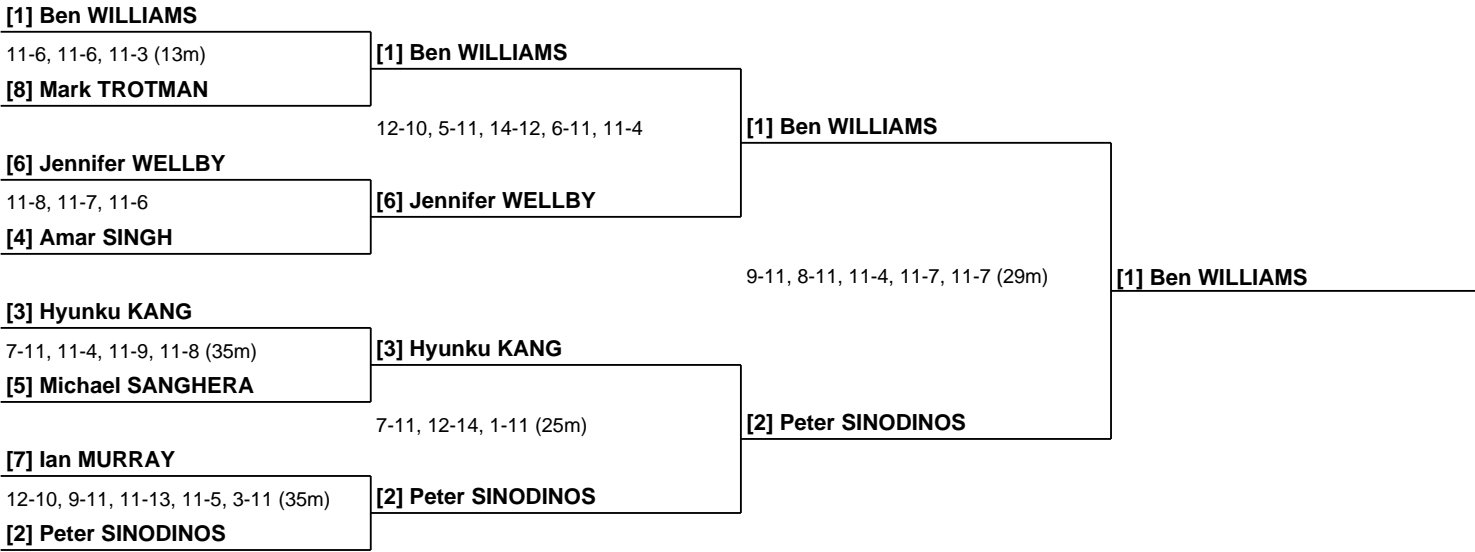 [1] Ben WILLIAMS
11-6, 11-6, 11-3 (13m)
[1] Ben WILLIAMS
[8] Mark TROTMAN
12-10, 5-11, 14-12, 6-11, 11-4
[1] Ben WILLIAMS
[6] Jennifer WELLBY
11-8, 11-7, 11-6
[6] Jennifer WELLBY
[4] Amar SINGH
9-11, 8-11, 11-4, 11-7, 11-7 (29m)
[1] Ben WILLIAMS
[3] Hyunku KANG
7-11, 11-4, 11-9, 11-8 (35m)
[3] Hyunku KANG
[5] Michael SANGHERA
7-11, 12-14, 1-11 (25m)
[2] Peter SINODINOS
[7] Ian MURRAY
12-10, 9-11, 11-13, 11-5, 3-11 (35m)
[2] Peter SINODINOS
[2] Peter SINODINOS